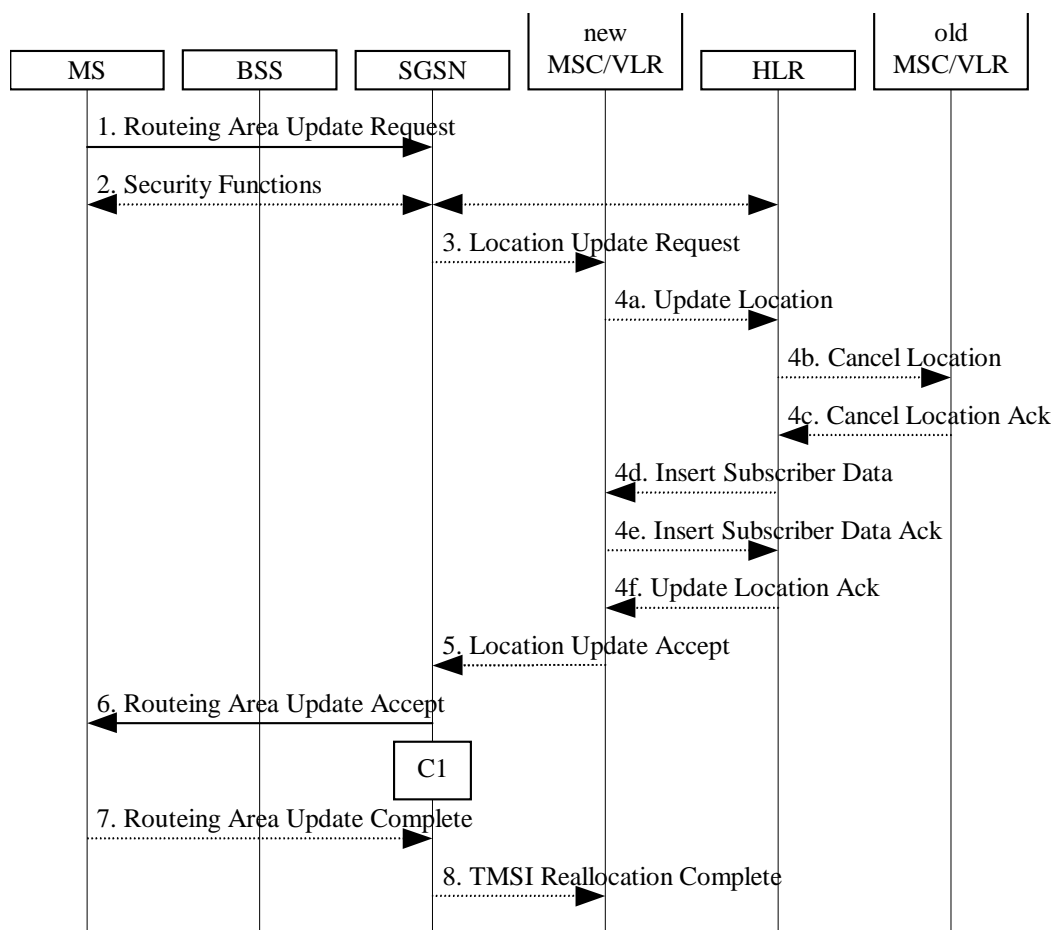 new
old
MS
BSS
SGSN
MSC/VLR
HLR
MSC/VLR
1. Routeing Area Update Request
2. Security Functions
3. Location Update Request
4a. Update Location
4b. Cancel Location
4c. Cancel Location Ack
4d. Insert Subscriber Data
4e. Insert Subscriber Data Ack
4f. Update Location Ack
5. Location Update Accept
6. Routeing Area Update Accept
C1
7. Routeing Area Update Complete
8. TMSI Reallocation Complete